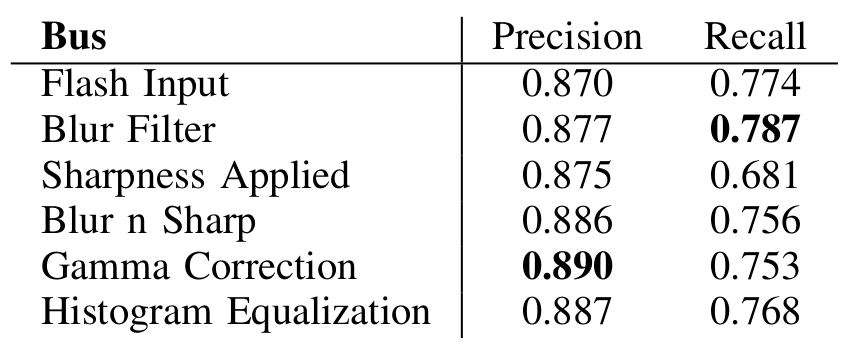 Bus Precision Recall
Flash Input 0.870 0.774
Blur Filter 0.877 0.787
Sharpness Applied 0.875 0.681
Blur n Sharp 0.886 0.756
Gamma Correction 0.890 0.753
Histogram Equalization 0.887 0.768